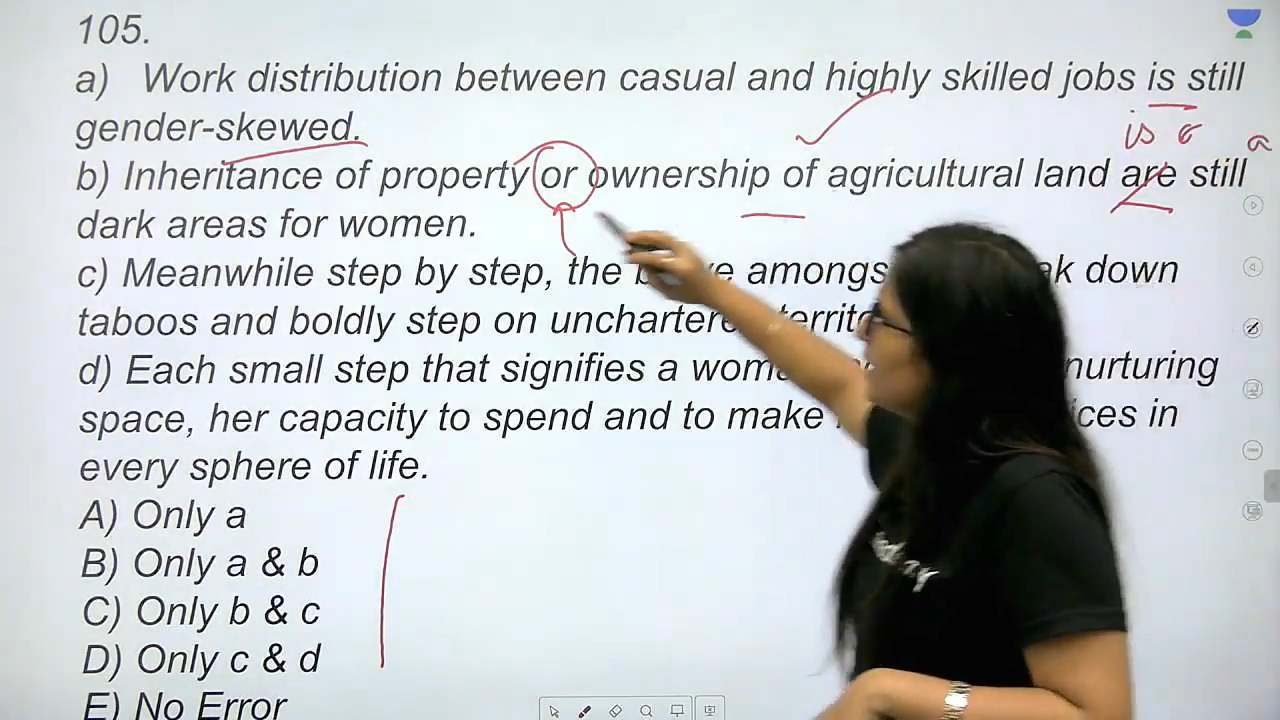 105.
a) Work distribution between casual and highly skilled jobs is still
gender-skewed.
is a
b) Inheritance of property or ownership of agricultural land are still
dark areas for women.
c) Meanwhile step by step, the down
taboos and boldly step on
d) Each small step that signifies a nurturing
space, her capacity to spend and to make in
every sphere of life.
A) Only a
B) Only a & b
C) Only b & c
D) Only c & d
E) No Error